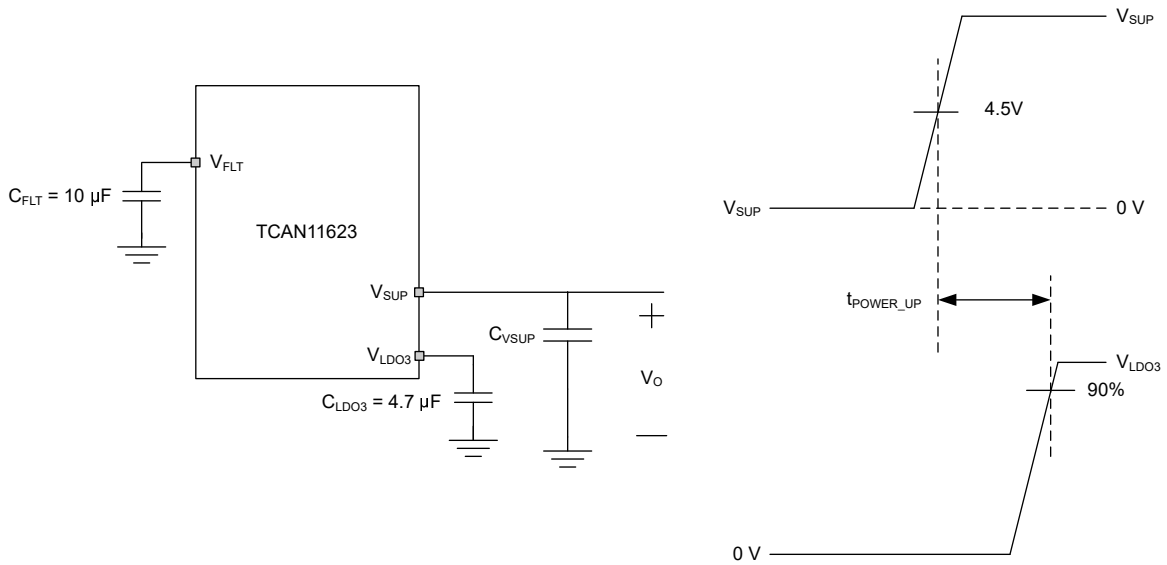 V_FLT
C_FLT = 10 µF
TCAN11623
V_SUP
C_VSUP
V_LDO3
C_LDO3 = 4.7 µF
+
V_O
—
V_SUP
4.5V
V_SUP
0 V
t_POWER_UP
V_LDO3
90%
0 V